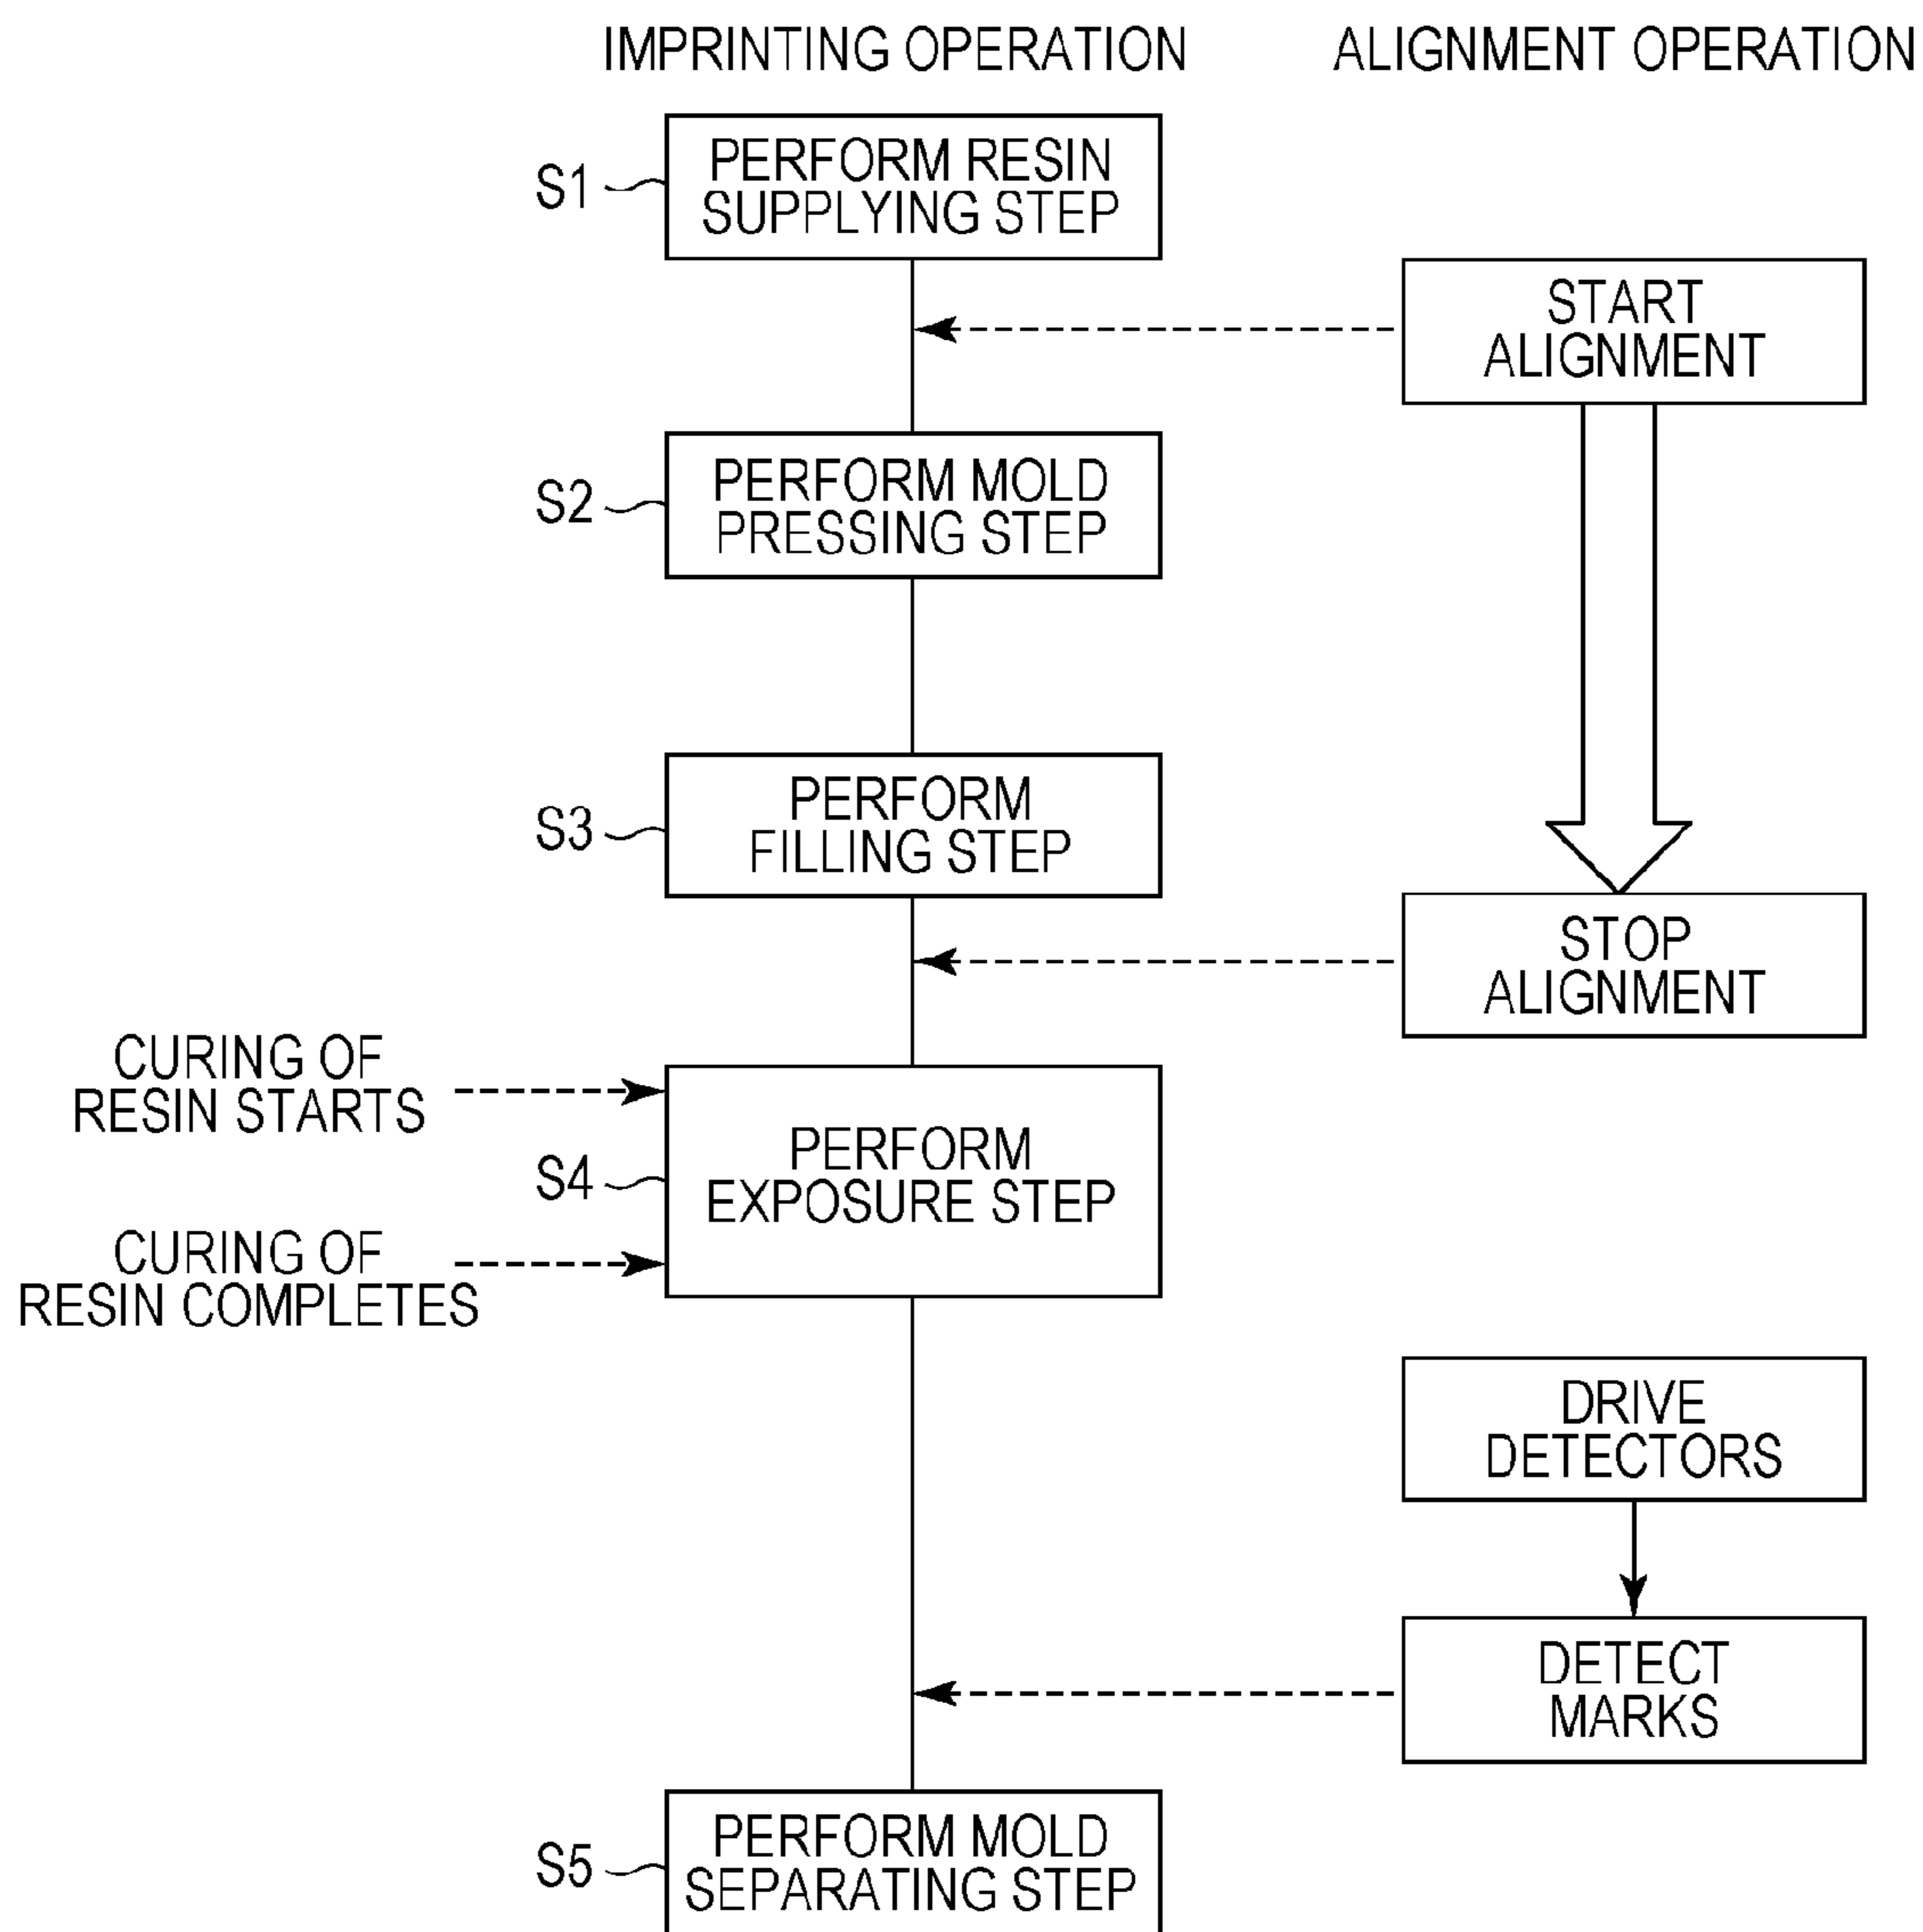 IMPRINTING OPERATION
ALIGNMENT OPERATION
S1
PERFORM RESIN
SUPPLYING STEP
START
ALIGNMENT
S2
PERFORM MOLD
PRESSING STEP
S3
PERFORM
FILLING STEP
STOP
ALIGNMENT
CURING OF
RESIN STARTS
S4
PERFORM
EXPOSURE STEP
CURING OF
RESIN COMPLETES
DRIVE
DETECTORS
DETECT
MARKS
S5
PERFORM MOLD
SEPARATING STEP